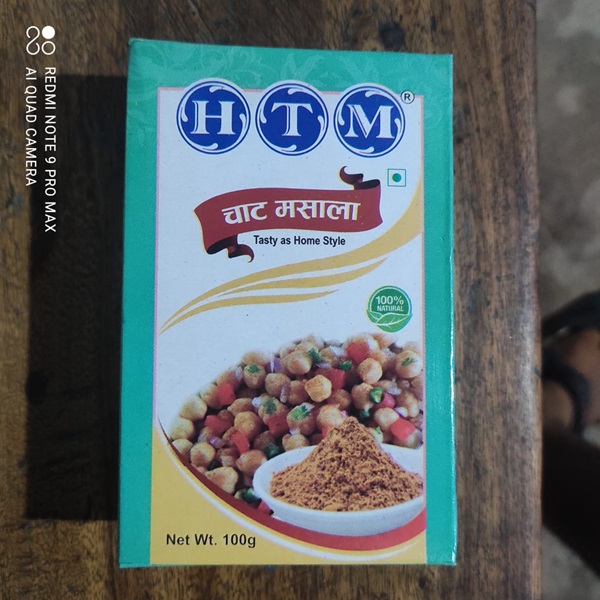 HTM®
चाट मसाला
Tasty as Home Style
100%
NATURAL
Net Wt. 100g
REDMI NOTE 9 PRO MAX
AI QUAD CAMERA